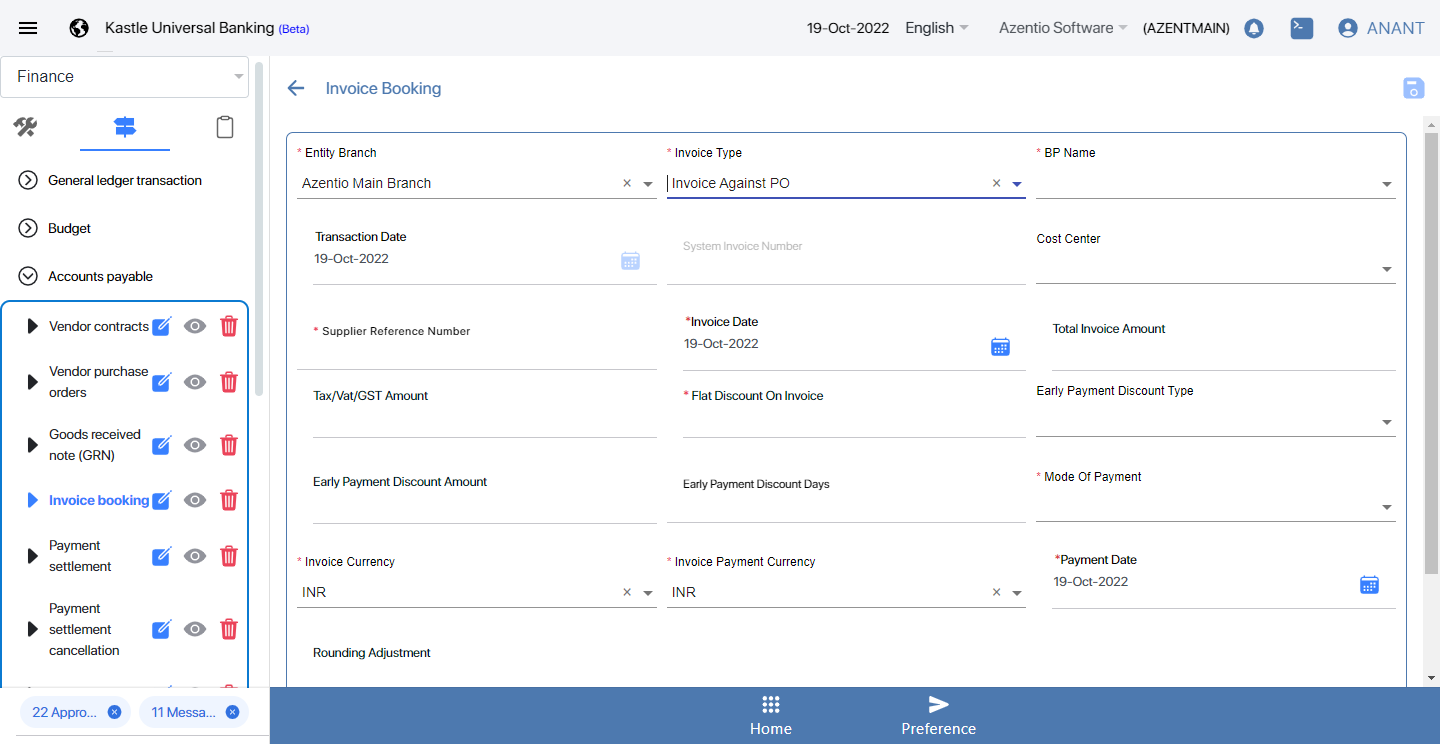 Kastle Universal Banking (Beta)
19-Oct-2022 English Azentio Software (AZENTMAIN) ANANT
Finance
General ledger transaction
Budget
Accounts payable
Vendor contracts
Vendor purchase
orders
Goods received
note (GRN)
Invoice booking
Payment
settlement
Payment
settlement
cancellation
22 Appro...
11 Messa...
Invoice Booking
* Entity Branch
Azentio Main Branch ×
* Invoice Type
Invoice Against PO ×
* BP Name
Transaction Date
19-Oct-2022
System Invoice Number
Cost Center
* Supplier Reference Number
*Invoice Date
19-Oct-2022
Total Invoice Amount
Tax/Vat/GST Amount
* Flat Discount On Invoice
Early Payment Discount Type
Early Payment Discount Amount
Early Payment Discount Days
* Mode Of Payment
* Invoice Currency
INR ×
* Invoice Payment Currency
INR ×
*Payment Date
19-Oct-2022
Rounding Adjustment
Home
Preference